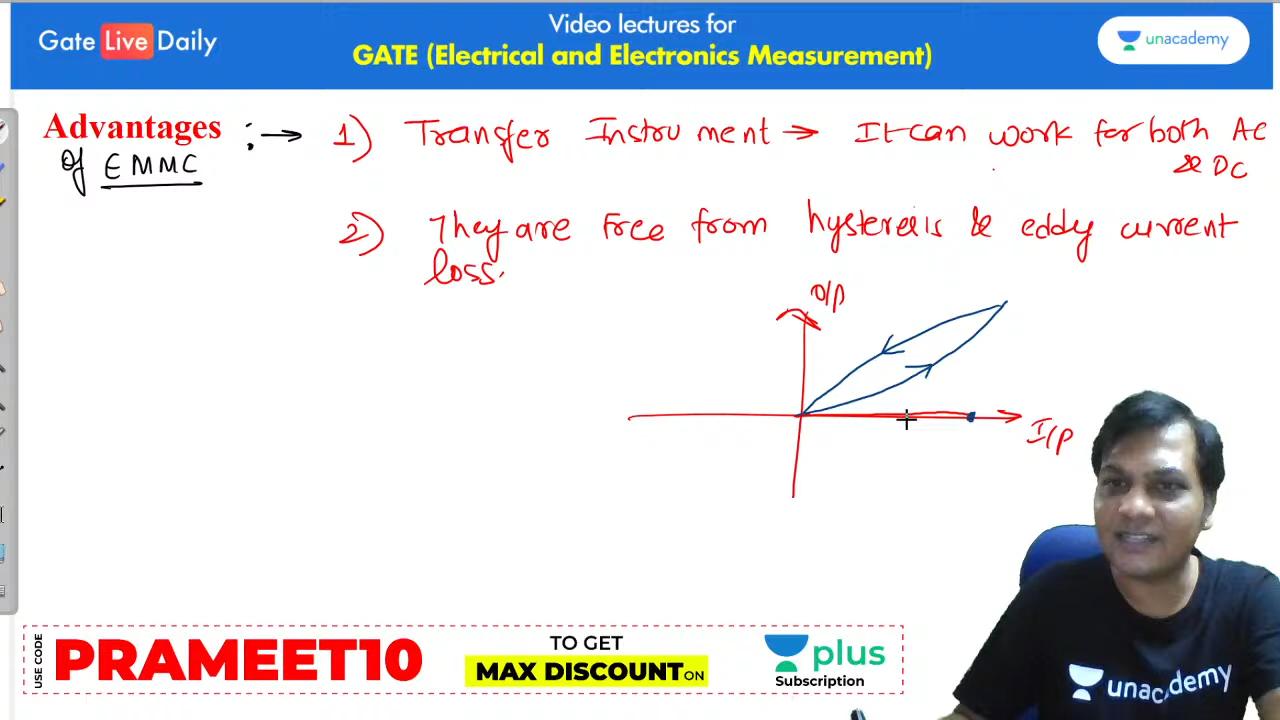 Gate Live Daily
Video lectures for
GATE (Electrical and Electronics Measurement)
unacademy
Advantages :→ 1) Transfer Instrument → It can work for both AC
of EMMC
& DC
2) They are Free from hysteresis & eddy current
loss.
O/P
I/P
USE CODE
PRAMEET10
TO GET
MAX DISCOUNT ON
plus
Subscription
unacademy